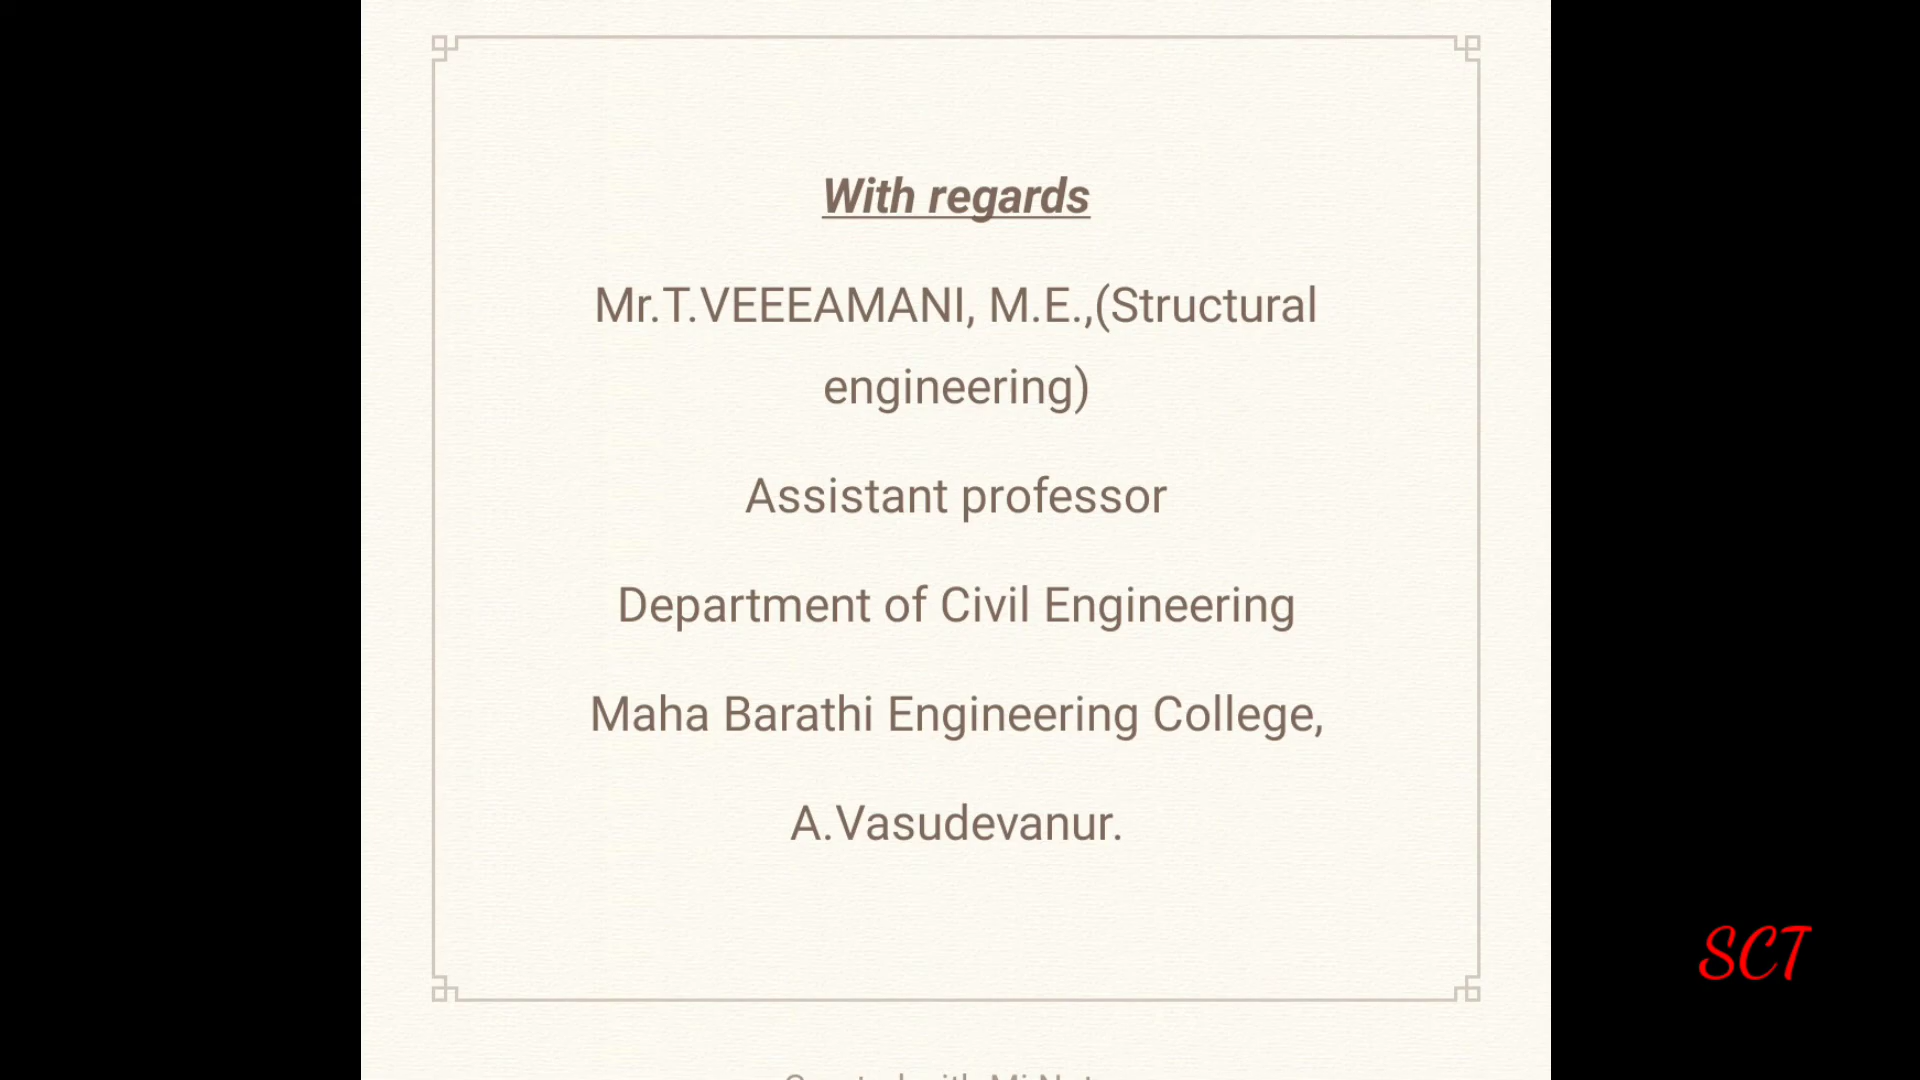 With regards
Mr.T.VEEEAMANI, M.E.,(Structural
engineering)
Assistant professor
Department of Civil Engineering
Maha Barathi Engineering College,
A.Vasudevanur.
SCT